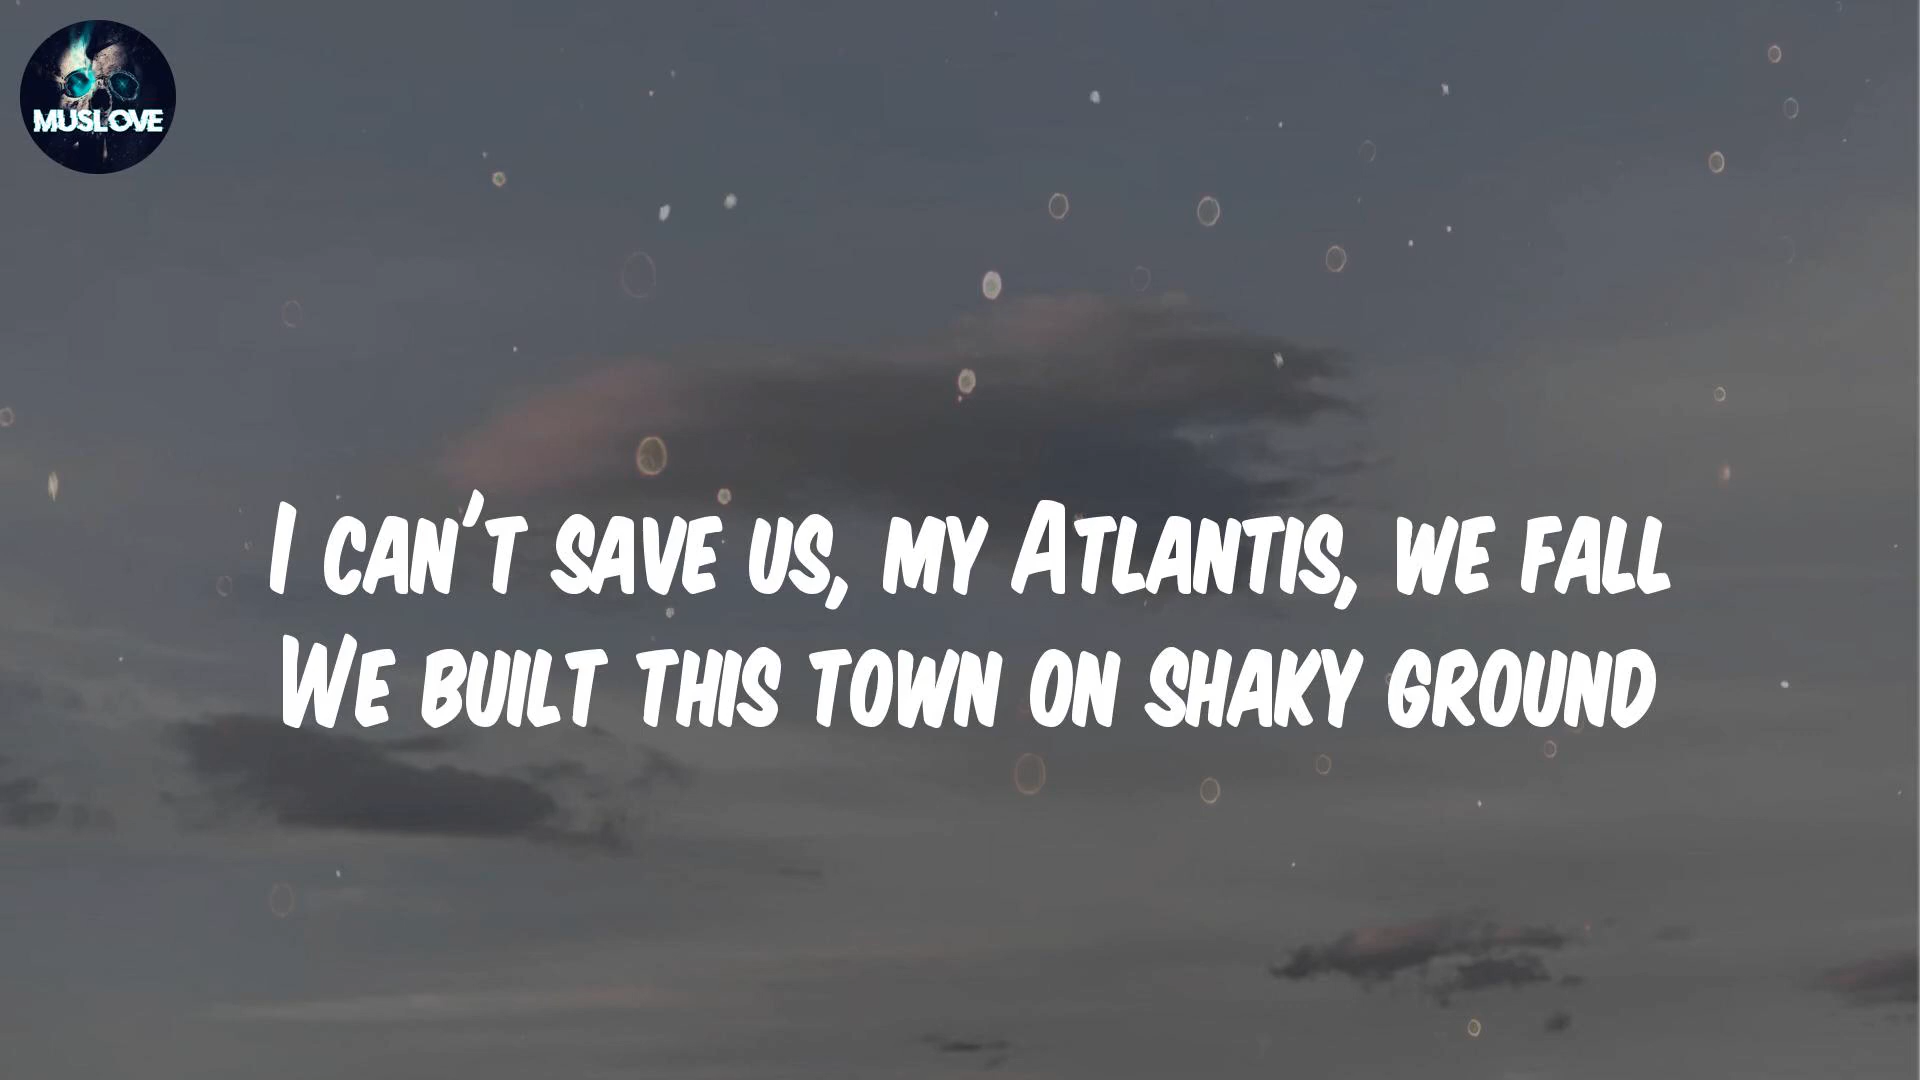 MUSLOVE
I can't save us, my Atlantis, we fall
We built this town on shaky ground